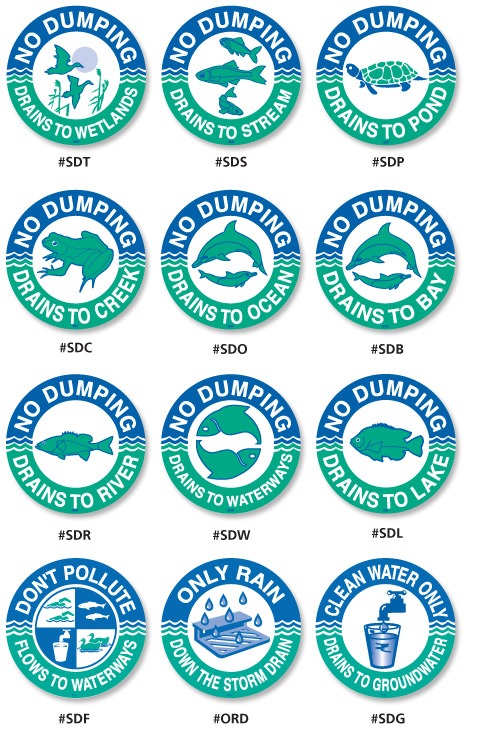 NO DUMPING
DRAINS TO WETLANDS
#SDT
NO DUMPING
DRAINS TO STREAM
#SDS
NO DUMPING
DRAINS TO POND
#SDP
NO DUMPING
DRAINS TO CREEK
#SDC
NO DUMPING
DRAINS TO OCEAN
#SDO
NO DUMPING
DRAINS TO BAY
#SDB
NO DUMPING
DRAINS TO RIVER
#SDR
NO DUMPING
DRAINS TO WATERWAYS
#SDW
NO DUMPING
DRAINS TO LAKE
#SDL
DON'T POLLUTE
FLOWS TO WATERWAYS
#SDF
ONLY RAIN
DOWN THE STORM DRAIN
#ORD
CLEAN WATER ONLY
DRAINS TO GROUNDWATER
#SDG